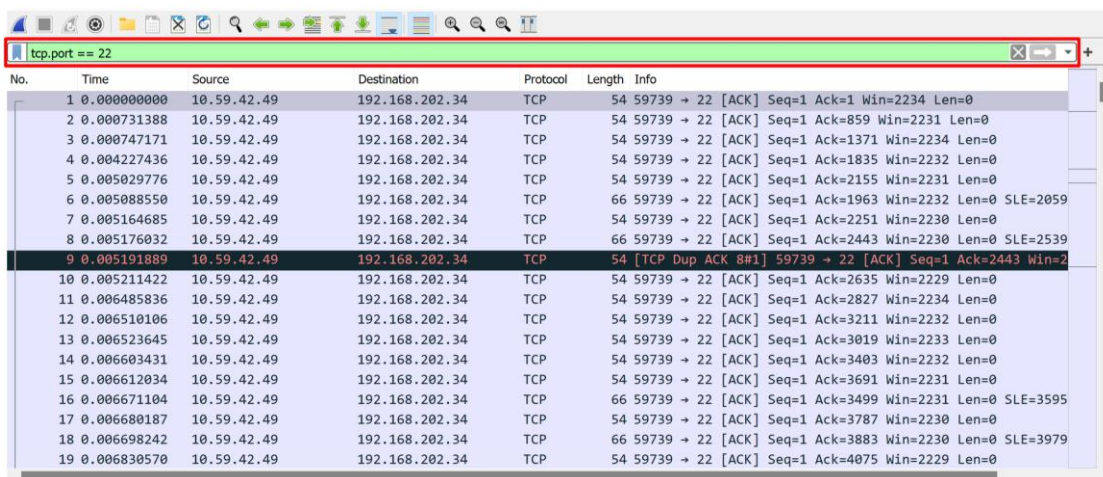 tcp.port == 22
No. Time Source Destination Protocol Length Info
1 0.000000000 10.59.42.49 192.168.202.34 TCP 54 59739 → 22 [ACK] Seq=1 Ack=1 Win=2234 Len=0
2 0.000731388 10.59.42.49 192.168.202.34 TCP 54 59739 → 22 [ACK] Seq=1 Ack=859 Win=2231 Len=0
3 0.000747171 10.59.42.49 192.168.202.34 TCP 54 59739 → 22 [ACK] Seq=1 Ack=1371 Win=2234 Len=0
4 0.004227436 10.59.42.49 192.168.202.34 TCP 54 59739 → 22 [ACK] Seq=1 Ack=1835 Win=2232 Len=0
5 0.005029776 10.59.42.49 192.168.202.34 TCP 54 59739 → 22 [ACK] Seq=1 Ack=2155 Win=2231 Len=0
6 0.005088550 10.59.42.49 192.168.202.34 TCP 66 59739 → 22 [ACK] Seq=1 Ack=1963 Win=2232 Len=0 SLE=2059
7 0.005164685 10.59.42.49 192.168.202.34 TCP 54 59739 → 22 [ACK] Seq=1 Ack=2251 Win=2230 Len=0
8 0.005176032 10.59.42.49 192.168.202.34 TCP 66 59739 → 22 [ACK] Seq=1 Ack=2443 Win=2230 Len=0 SLE=2539
9 0.005191889 10.59.42.49 192.168.202.34 TCP 54 [TCP Dup ACK 8#1] 59739 → 22 [ACK] Seq=1 Ack=2443 Win=2
10 0.005211422 10.59.42.49 192.168.202.34 TCP 54 59739 → 22 [ACK] Seq=1 Ack=2635 Win=2229 Len=0
11 0.006485836 10.59.42.49 192.168.202.34 TCP 54 59739 → 22 [ACK] Seq=1 Ack=2827 Win=2234 Len=0
12 0.006510106 10.59.42.49 192.168.202.34 TCP 54 59739 → 22 [ACK] Seq=1 Ack=3211 Win=2232 Len=0
13 0.006523645 10.59.42.49 192.168.202.34 TCP 54 59739 → 22 [ACK] Seq=1 Ack=3019 Win=2233 Len=0
14 0.006603431 10.59.42.49 192.168.202.34 TCP 54 59739 → 22 [ACK] Seq=1 Ack=3403 Win=2232 Len=0
15 0.006612034 10.59.42.49 192.168.202.34 TCP 54 59739 → 22 [ACK] Seq=1 Ack=3691 Win=2231 Len=0
16 0.006671104 10.59.42.49 192.168.202.34 TCP 66 59739 → 22 [ACK] Seq=1 Ack=3499 Win=2231 Len=0 SLE=3595
17 0.006680187 10.59.42.49 192.168.202.34 TCP 54 59739 → 22 [ACK] Seq=1 Ack=3787 Win=2230 Len=0
18 0.006698242 10.59.42.49 192.168.202.34 TCP 66 59739 → 22 [ACK] Seq=1 Ack=3883 Win=2230 Len=0 SLE=3979
19 0.006830570 10.59.42.49 192.168.202.34 TCP 54 59739 → 22 [ACK] Seq=1 Ack=4075 Win=2229 Len=0